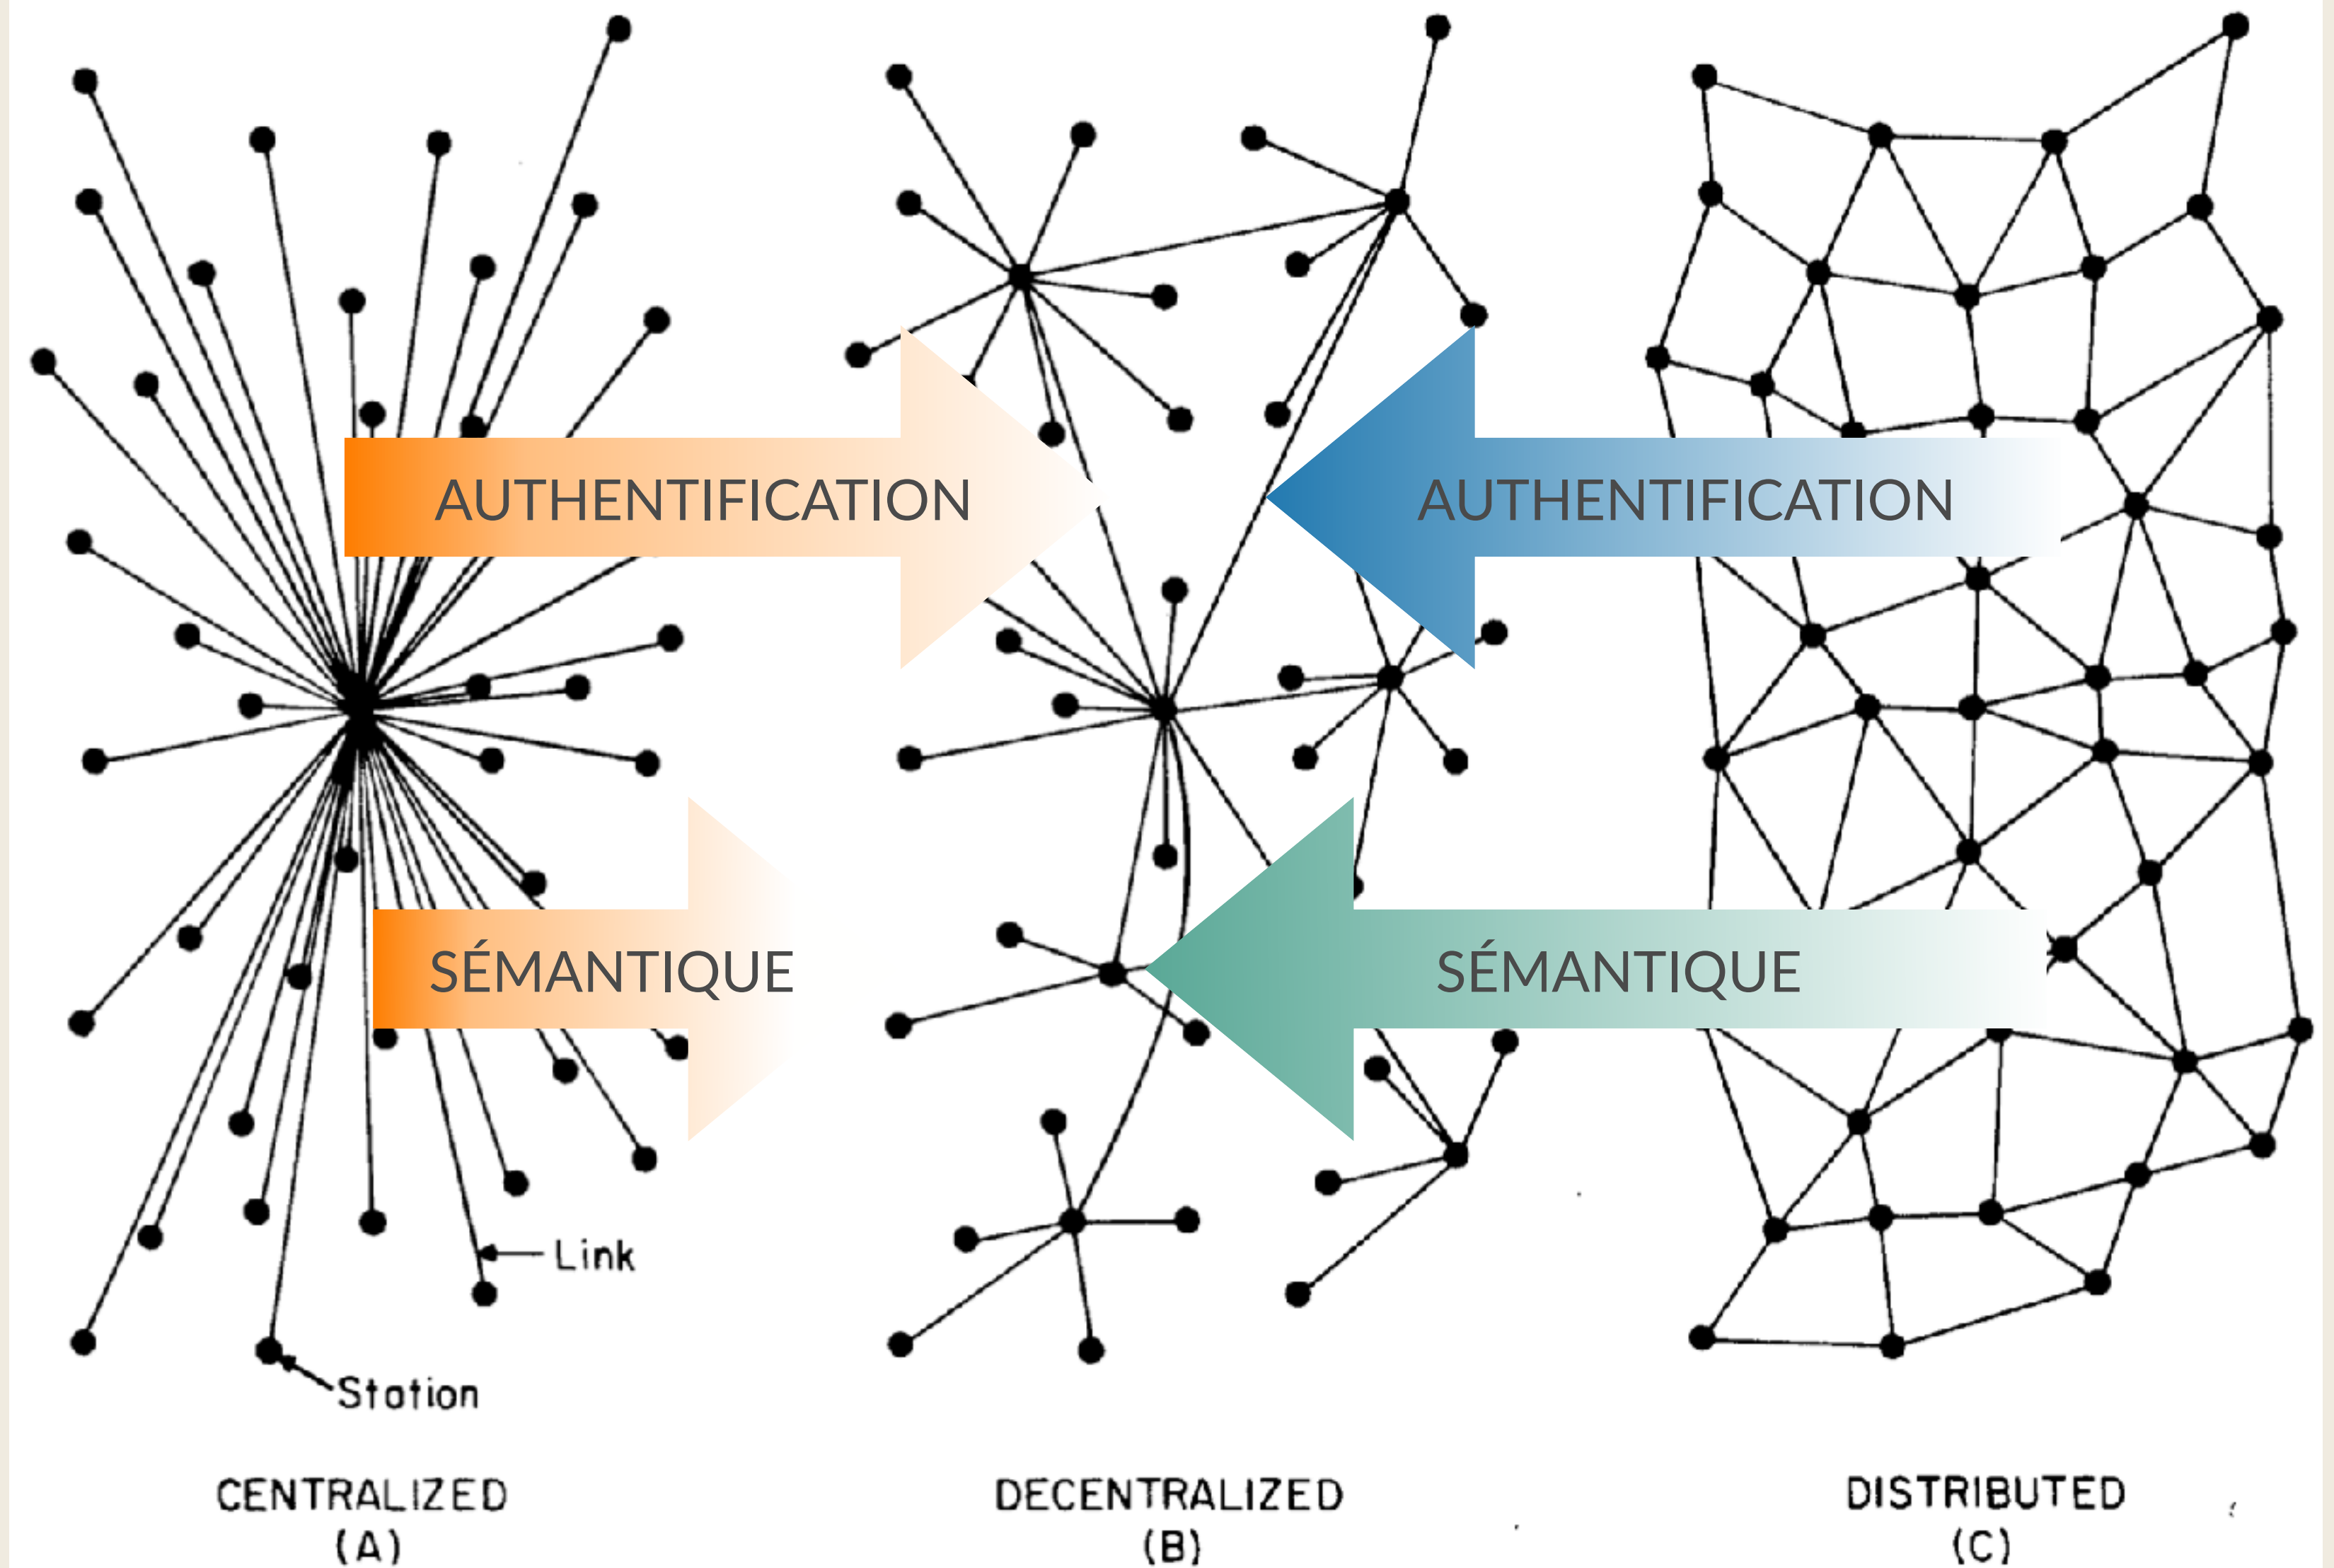 AUTHENTIFICATION
AUTHENTIFICATION
SÉMANTIQUE
SÉMANTIQUE
Link
Station
CENTRALIZED
(A)
DECENTRALIZED
(B)
DISTRIBUTED
(C)